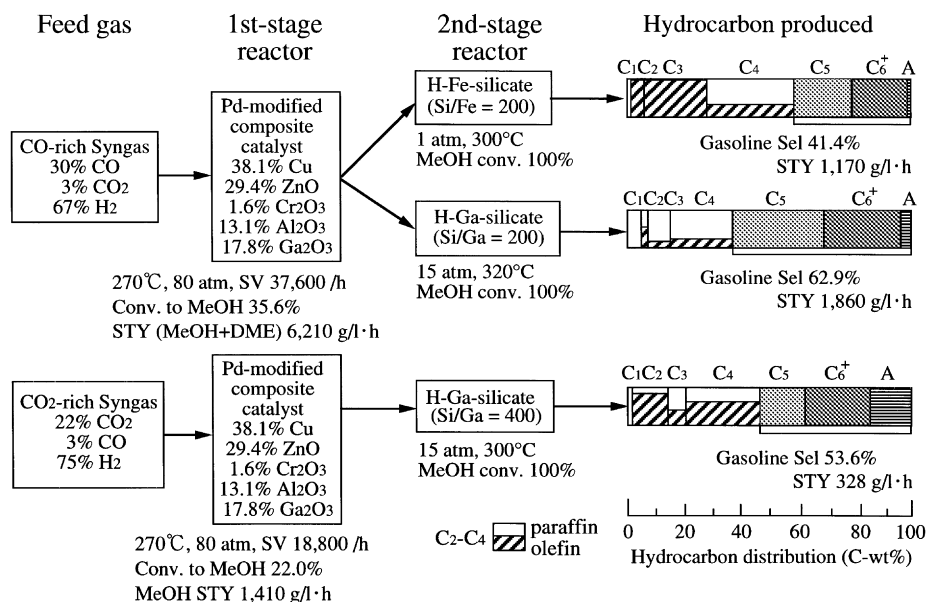 Feed gas
1st-stage
reactor
2nd-stage
reactor
Hydrocarbon produced
CO-rich Syngas
30% CO
3% CO2
67% H2
Pd-modified
composite
catalyst
38.1% Cu
29.4% ZnO
1.6% Cr2O3
13.1% Al2O3
17.8% Ga2O3
270℃, 80 atm, SV 37,600 /h
Conv. to MeOH 35.6%
STY (MeOH+DME) 6,210 g/l·h
H-Fe-silicate
(Si/Fe = 200)
1 atm, 300°C
MeOH conv. 100%
C1 C2 C3 C4 C5 C6+ A
Gasoline Sel 41.4%
STY 1,170 g/l·h
H-Ga-silicate
(Si/Ga = 200)
15 atm, 320°C
MeOH conv. 100%
C1 C2 C3 C4 C5 C6+ A
Gasoline Sel 62.9%
STY 1,860 g/l·h
CO2-rich Syngas
22% CO2
3% CO
75% H2
Pd-modified
composite
catalyst
38.1% Cu
29.4% ZnO
1.6% Cr2O3
13.1% Al2O3
17.8% Ga2O3
270℃, 80 atm, SV 18,800 /h
Conv. to MeOH 22.0%
MeOH STY 1,410 g/l·h
H-Ga-silicate
(Si/Ga = 400)
15 atm, 300°C
MeOH conv. 100%
C1 C2 C3 C4 C5 C6+ A
Gasoline Sel 53.6%
STY 328 g/l·h
C2-C4 paraffin
olefin
0 20 40 60 80 100
Hydrocarbon distribution (C-wt%)